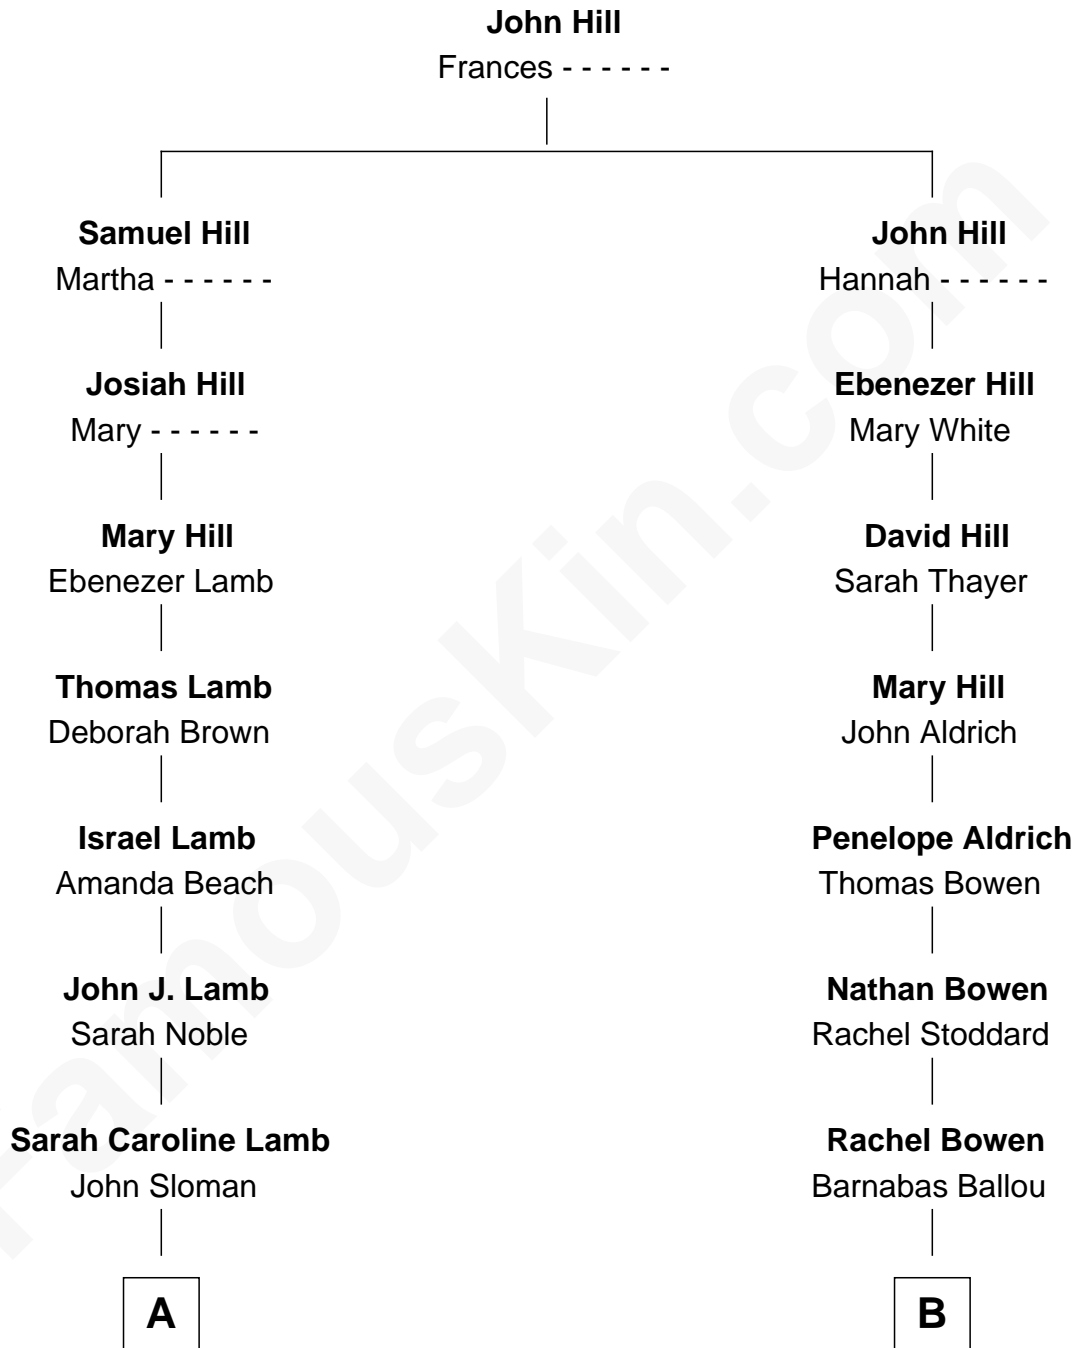 John Hill
Frances - - - - - -
Samuel Hill
Martha - - - - - -
John Hill
Hannah - - - - - -
Josiah Hill
Mary - - - - - -
Ebenezer Hill
Mary White
Mary Hill
Ebenezer Lamb
David Hill
Sarah Thayer
Thomas Lamb
Deborah Brown
Mary Hill
John Aldrich
Israel Lamb
Amanda Beach
Penelope Aldrich
Thomas Bowen
John J. Lamb
Sarah Noble
Nathan Bowen
Rachel Stoddard
Sarah Caroline Lamb
John Sloman
Rachel Bowen
Barnabas Ballou
A
B
FamousKin.com